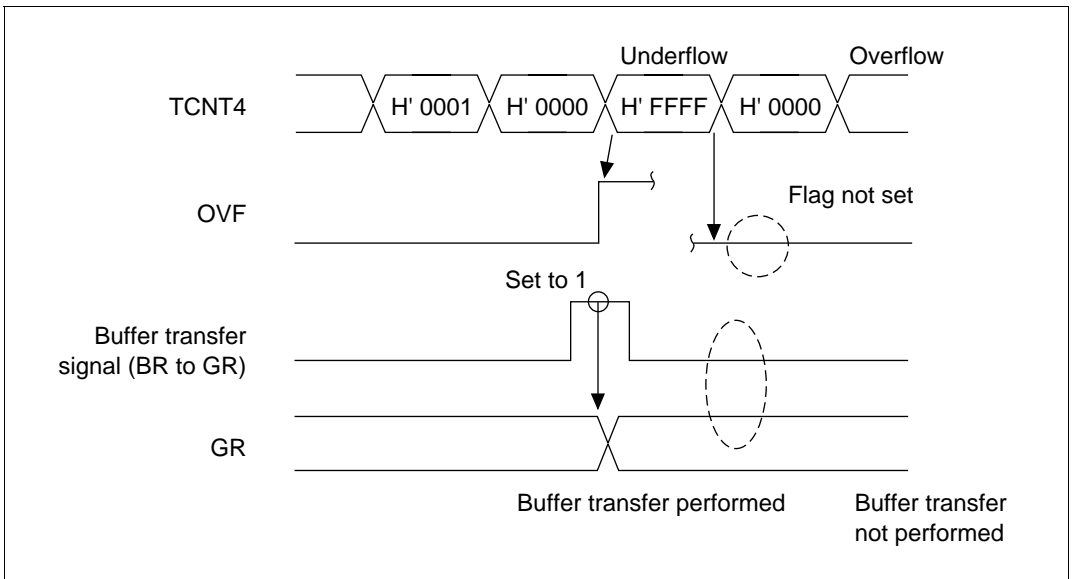 Underflow Overflow
TCNT4 H' 0001 H' 0000 H' FFFF H' 0000
Flag not set
OVF
Set to 1
Buffer transfer
signal (BR to GR)
GR
Buffer transfer performed Buffer transfer
not performed